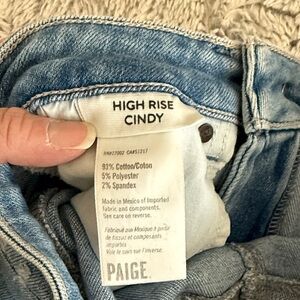 HIGH RISE
CINDY
93% Cotton/Coton
5% Polyester
2% Spandex
Made in Mexico of Imported
Fabric and components.
See care on reverse.
Fabriqué au Mexique à partir
de tissus et composants
importés
Voir le soin sur l'inverse.
PAIGE